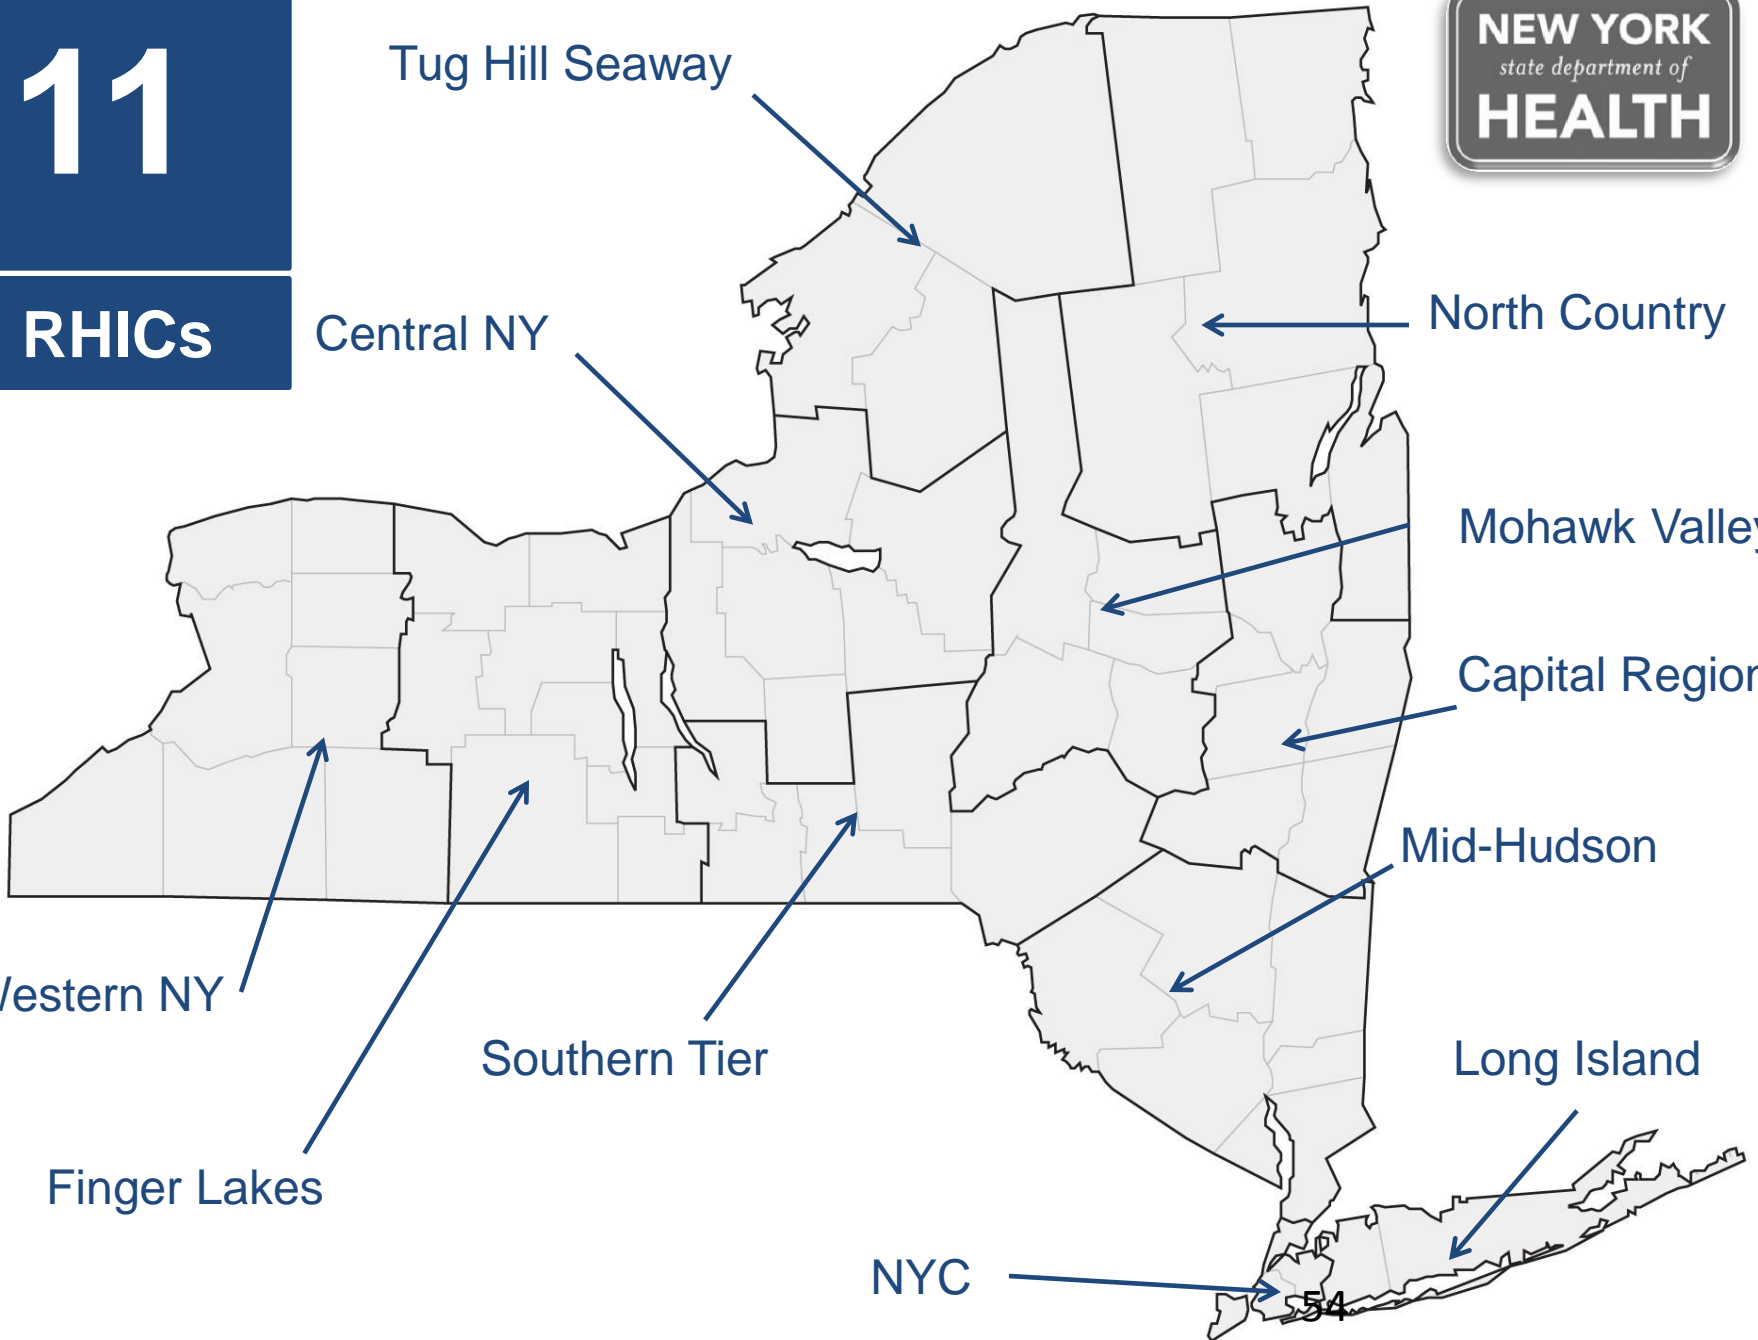 11
RHICs
NEW YORK
state department of
HEALTH
Tug Hill Seaway
Central NY
North Country
Mohawk Valley
Capital Region
Mid-Hudson
Western NY
Southern Tier
Long Island
Finger Lakes
NYC
54